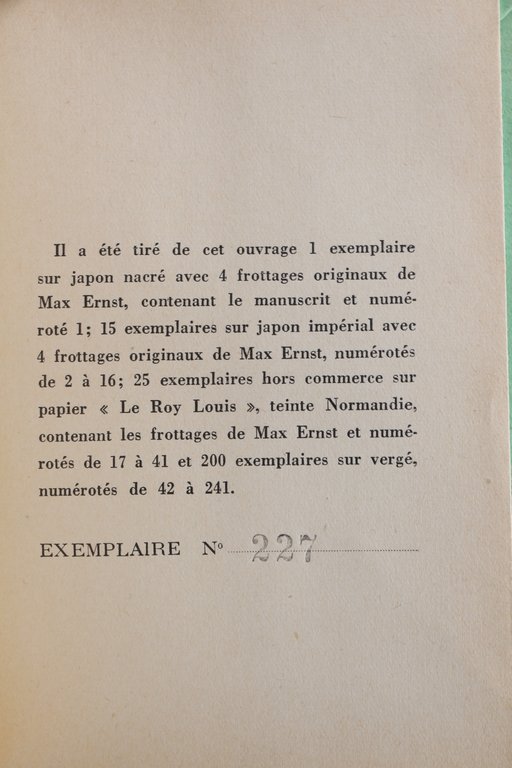 Il a été tiré de cet ouvrage 1 exemplaire
sur japon nacré avec 4 frottages originaux de
Max Ernst, contenant le manuscrit et numé-
roté 1; 15 exemplaires sur japon impérial avec
4 frottages originaux de Max Ernst, numérotés
de 2 à 16; 25 exemplaires hors commerce sur
papier « Le Roy Louis », teinte Normandie,
contenant les frottages de Max Ernst et numé-
rotés de 17 à 41 et 200 exemplaires sur vergé,
numérotés de 42 à 241.
EXEMPLAIRE Nº 227